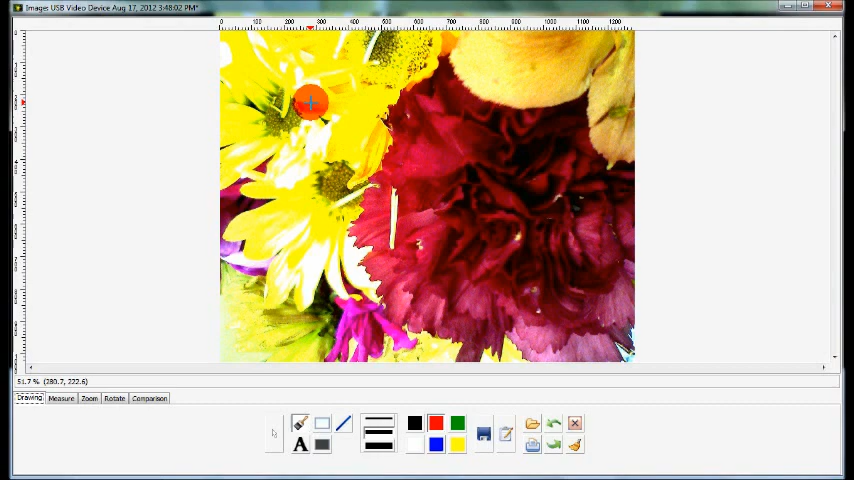 Image: USB Video Device Aug 17, 2012 3:48:02 PM*
0 100 200 300 400 500 600 700 800 900 1000 1100 1200
51.7 % (280.7, 222.6)
Drawing Measure Zoom Rotate Comparison
A